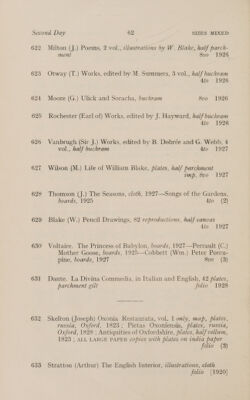 Second Day 62 SIZES MIXED
622 Milton (J.) Poems, 2 vol., illustrations by W. Blake, half parch-
ment 8vo 1926
623 Otway (T.) Works, edited by M. Summers, 3 vol., half buckram
4to 1926
624 Moore (G.) Ulick and Soracha, buckram 8vo 1926
625 Rochester (Earl of) Works, edited by J. Hayward, half buckram
4to 1926
626 Vanbrugh (Sir J.) Works, edited by B. Dobrée and G. Webb, 4
vol., half buckram 4to 1927
627 Wilson (M.) Life of William Blake, plates, half parchment
imp. 8vo 1927
628 Thomson (J.) The Seasons, cloth, 1927—Songs of the Gardens,
boards, 1925 4to (2)
629 Blake (W.) Pencil Drawings, 82 reproductions, half canvas
4to 1927
630 Voltaire. The Princess of Babylon, boards, 1927—Perrault (C.)
Mother Goose, boards, 1925—Cobbett (Wm.) Peter Porcu-
pine, boards, 1927 8vo (3)
631 Dante. La Divina Commedia, in Italian and English, 42 plates,
parchment gilt folio 1928
632 Skelton (Joseph) Oxonia Restaurata, vol. 1 only, map, plates,
russia, Oxford, 1823; Pietas Oxoniensis, plates, russia,
Oxford, 1828; Antiquities of Oxfordshire, plates, half vellum,
1823; ALL LARGE PAPER copies with plates on india paper
folio (3)
633 Stratton (Arthur) The English Interior, illustrations, cloth
folio [1920]